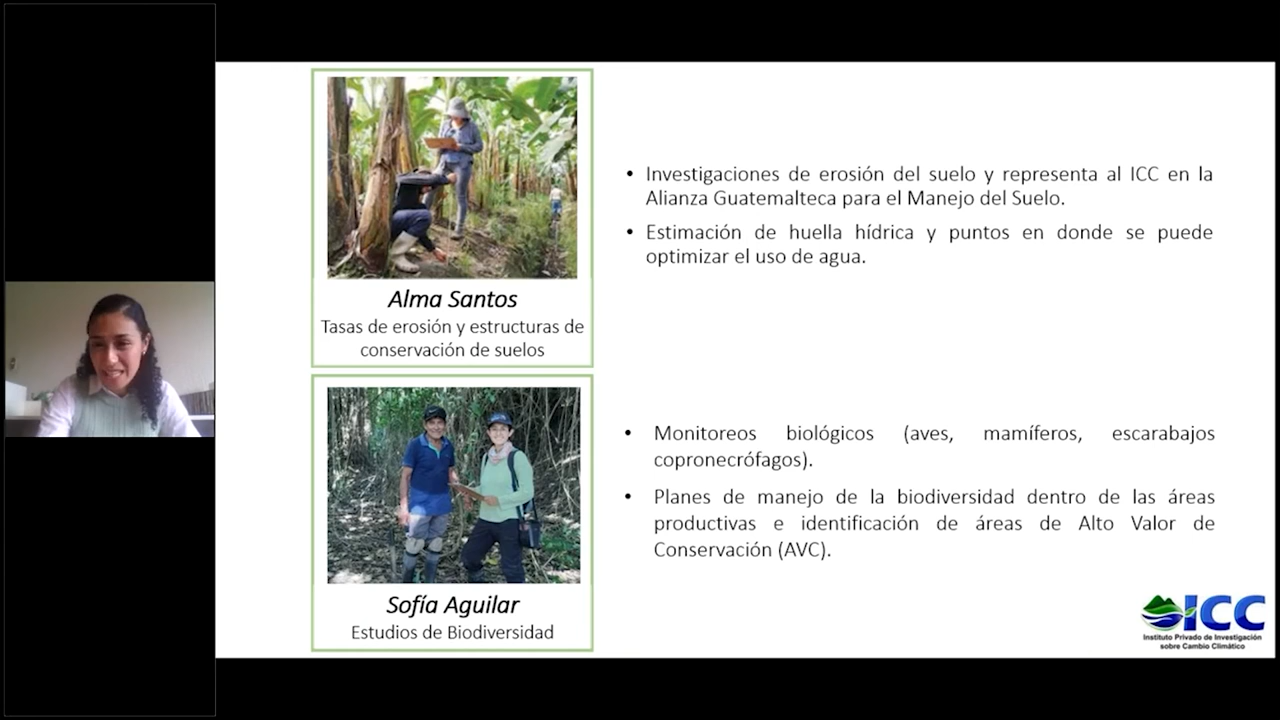 Alma Santos
Tasas de erosión y estructuras de
conservación de suelos
• Investigaciones de erosión del suelo y representa al ICC en la
Alianza Guatemalteca para el Manejo del Suelo.
• Estimación de huella hídrica y puntos en donde se puede
optimizar el uso de agua.
Sofía Aguilar
Estudios de Biodiversidad
• Monitoreos biológicos (aves, mamíferos, escarabajos
copronecrófagos).
• Planes de manejo de la biodiversidad dentro de las áreas
productivas e identificación de áreas de Alto Valor de
Conservación (AVC).
ICC
Instituto Privado de Investigación
sobre Cambio Climático